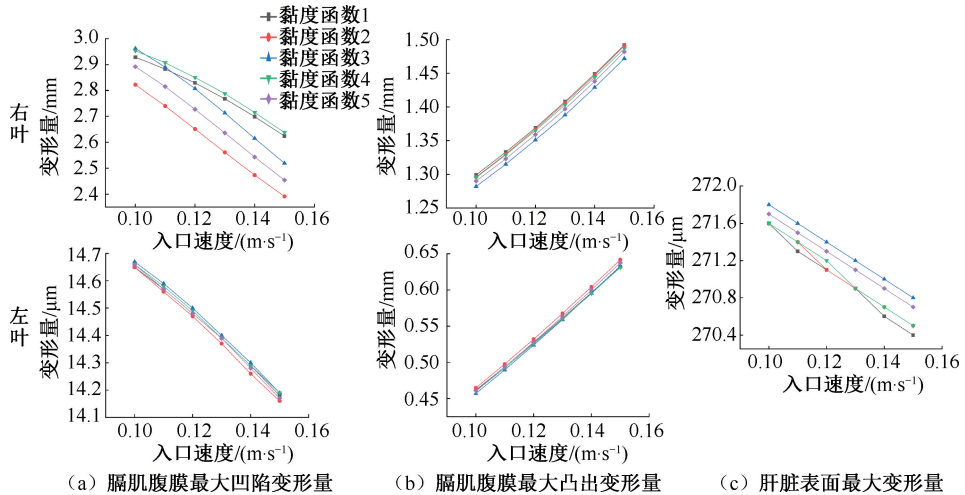 黏度函数1
黏度函数2
黏度函数3
黏度函数4
黏度函数5
右叶
变形量/mm
3.0
2.9
2.8
2.7
2.6
2.5
2.4
0.10 0.12 0.14 0.16
入口速度/(m·s⁻¹)
变形量/mm
1.50
1.45
1.40
1.35
1.30
1.25
0.10 0.12 0.14 0.16
入口速度/(m·s⁻¹)
左叶
变形量/μm
14.7
14.6
14.5
14.4
14.3
14.2
14.1
0.10 0.12 0.14 0.16
入口速度/(m·s⁻¹)
变形量/mm
0.65
0.60
0.55
0.50
0.45
0.10 0.12 0.14 0.16
入口速度/(m·s⁻¹)
变形量/μm
272.0
271.6
271.2
270.8
270.4
0.10 0.12 0.14 0.16
入口速度/(m·s⁻¹)
（a）膈肌腹膜最大凹陷变形量
（b）膈肌腹膜最大凸出变形量
（c）肝脏表面最大变形量